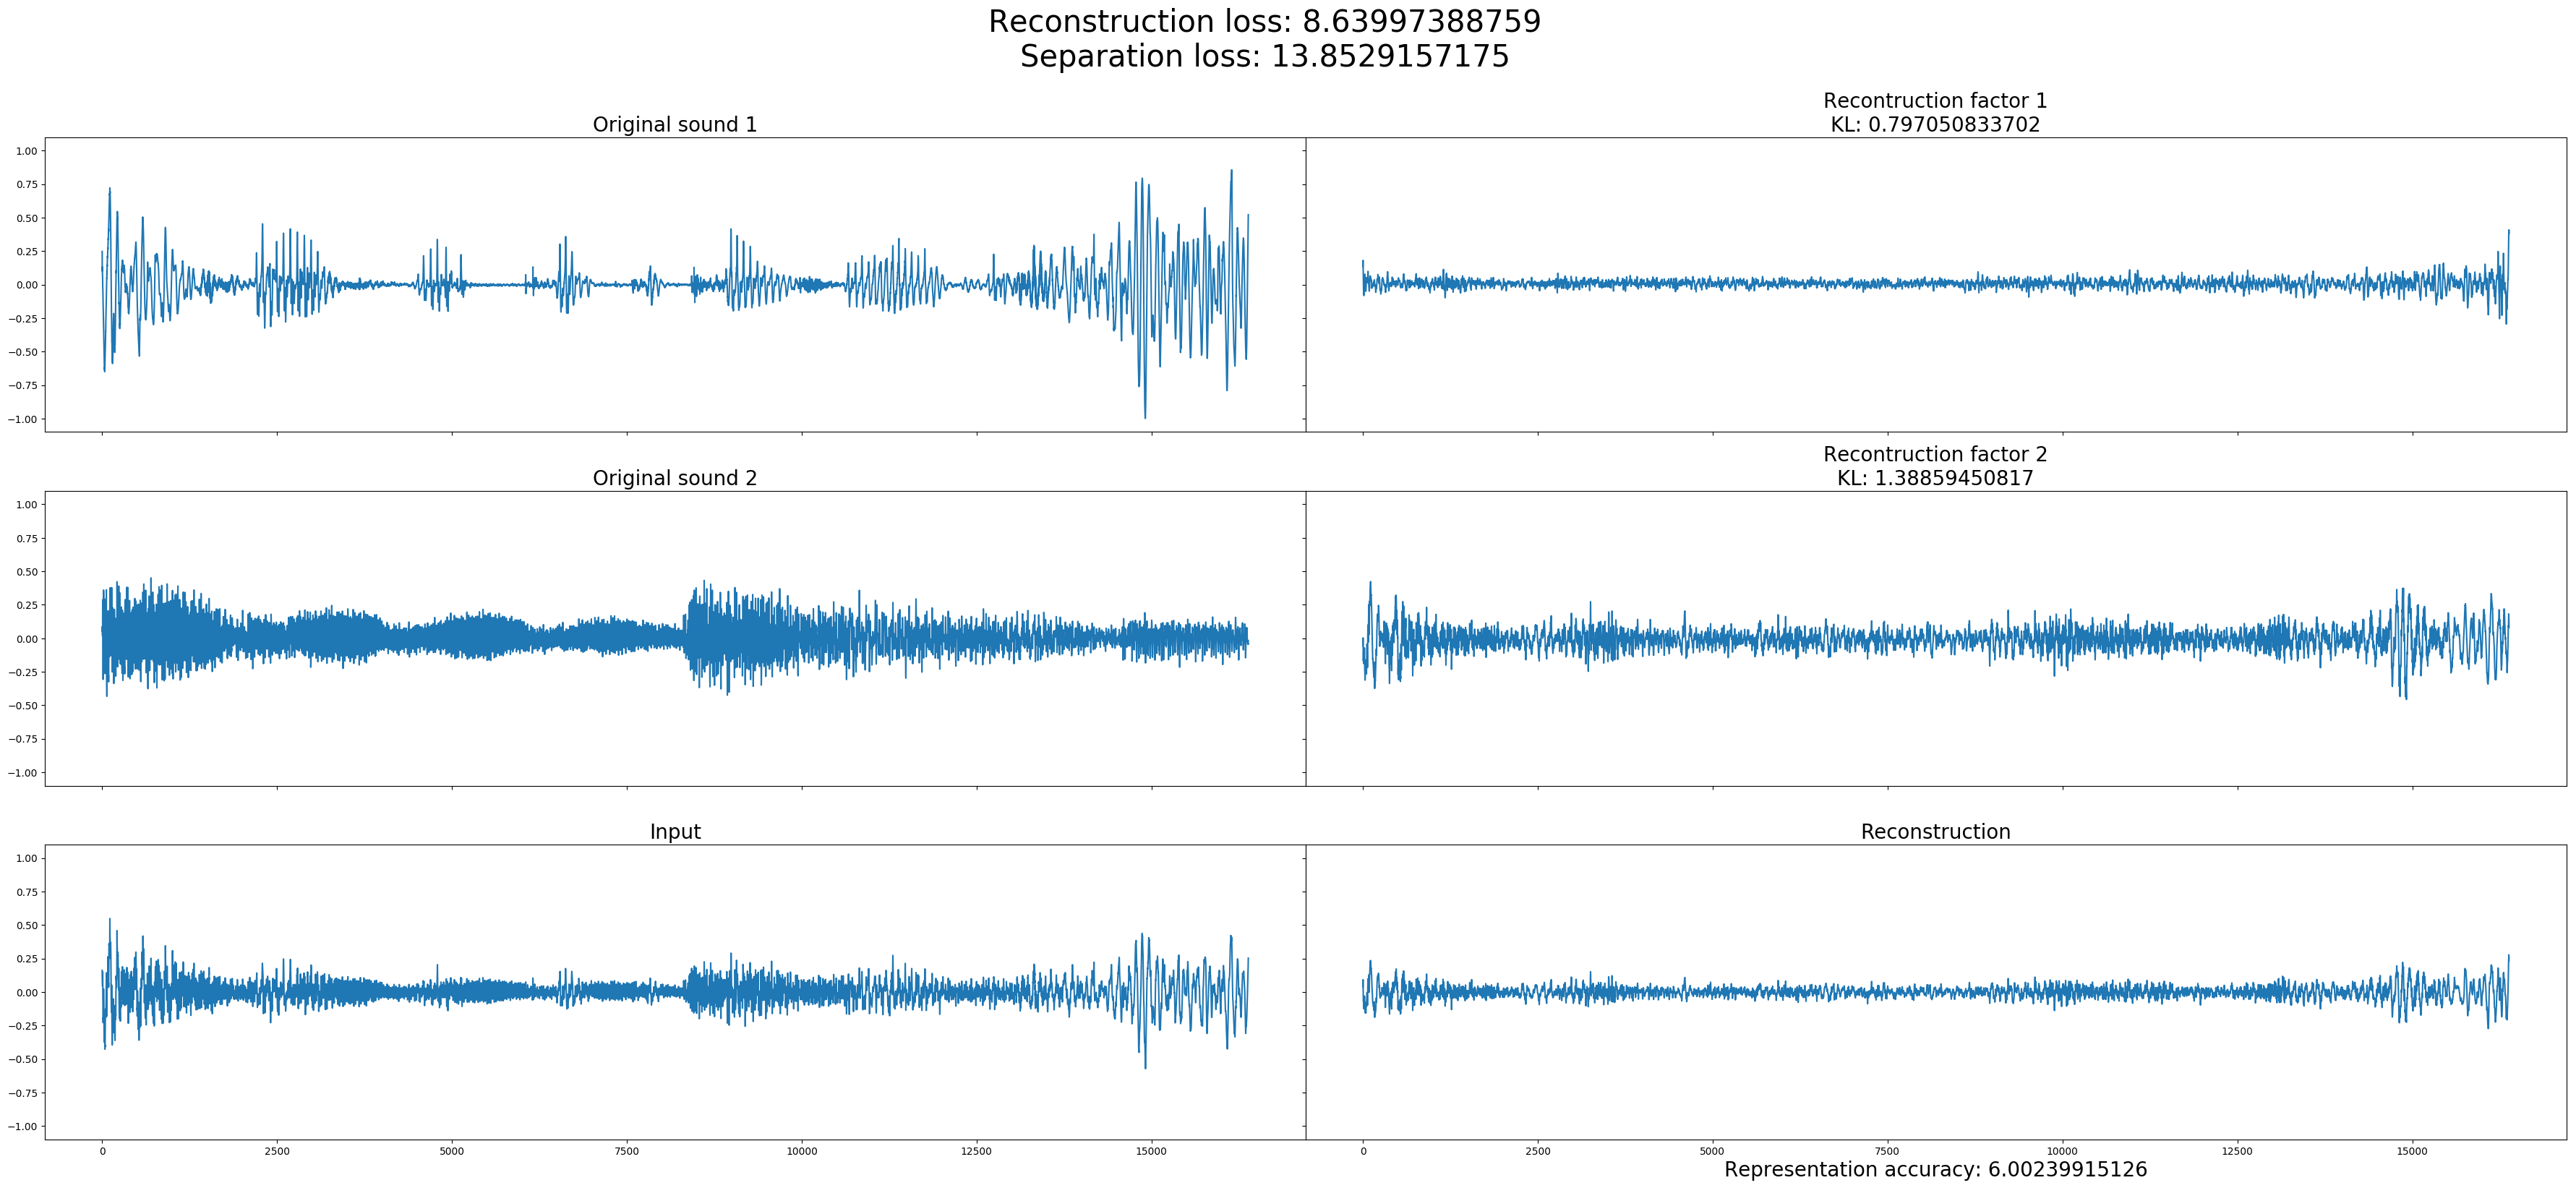 Reconstruction loss: 8.63997388759
Separation loss: 13.8529157175
Original sound 1
Recontruction factor 1
KL: 0.797050833702
1.00
0.75
0.50
0.25
0.00
−0.25
−0.50
−0.75
−1.00
Original sound 2
Recontruction factor 2
KL: 1.38859450817
1.00
0.75
0.50
0.25
0.00
−0.25
−0.50
−0.75
−1.00
Input
Reconstruction
1.00
0.75
0.50
0.25
0.00
−0.25
−0.50
−0.75
−1.00
0 2500 5000 7500 10000 12500 15000
0 2500 5000 7500 10000 12500 15000
Representation accuracy: 6.00239915126